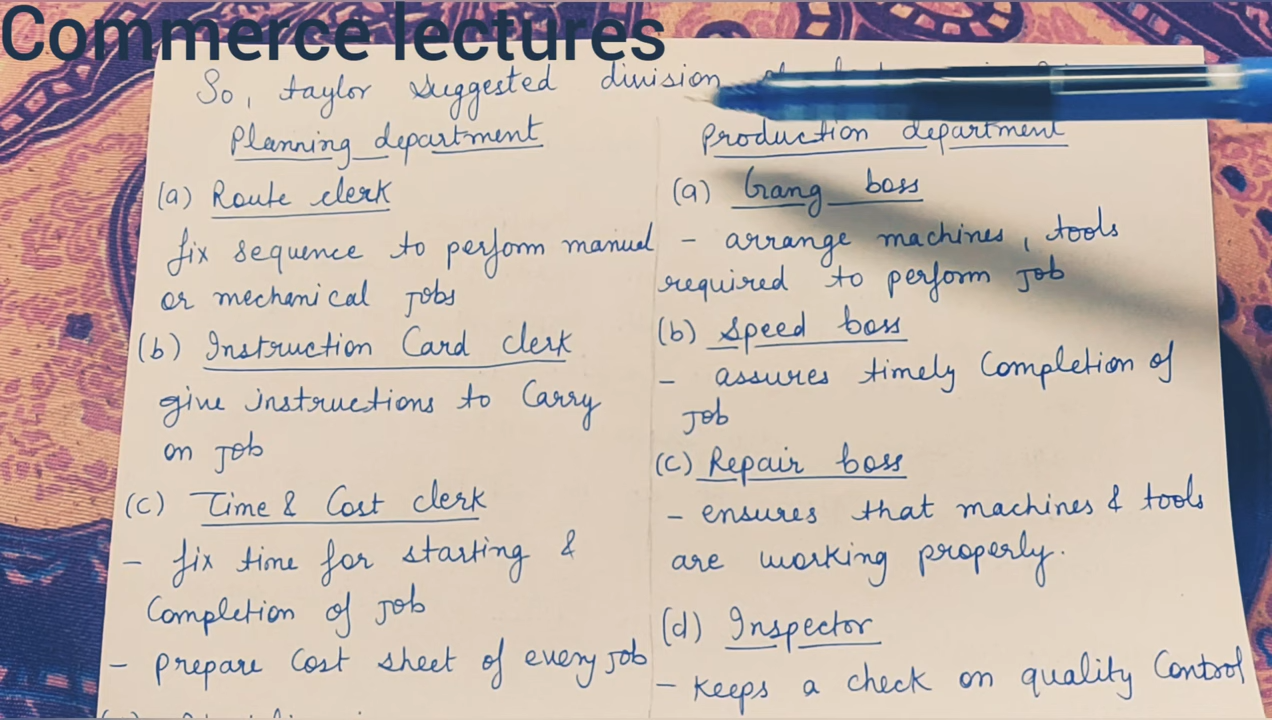 Commerce lectures
So, taylor suggested division
Planning department
(a) Route clerk
fix sequence to perform manual
or mechanical jobs
(b) Instruction Card clerk
give instructions to carry
on job
(c) Time & Cost clerk
- fix time for starting &
Completion of job
- prepare cost sheet of every job
Production department
(a) Gang boss
- arrange machines, tools
required to perform job
(b) Speed boss
- assures timely completion of
job
(c) Repair boss
- ensures that machines & tools
are working properly.
(d) Inspector
- keeps a check on quality control